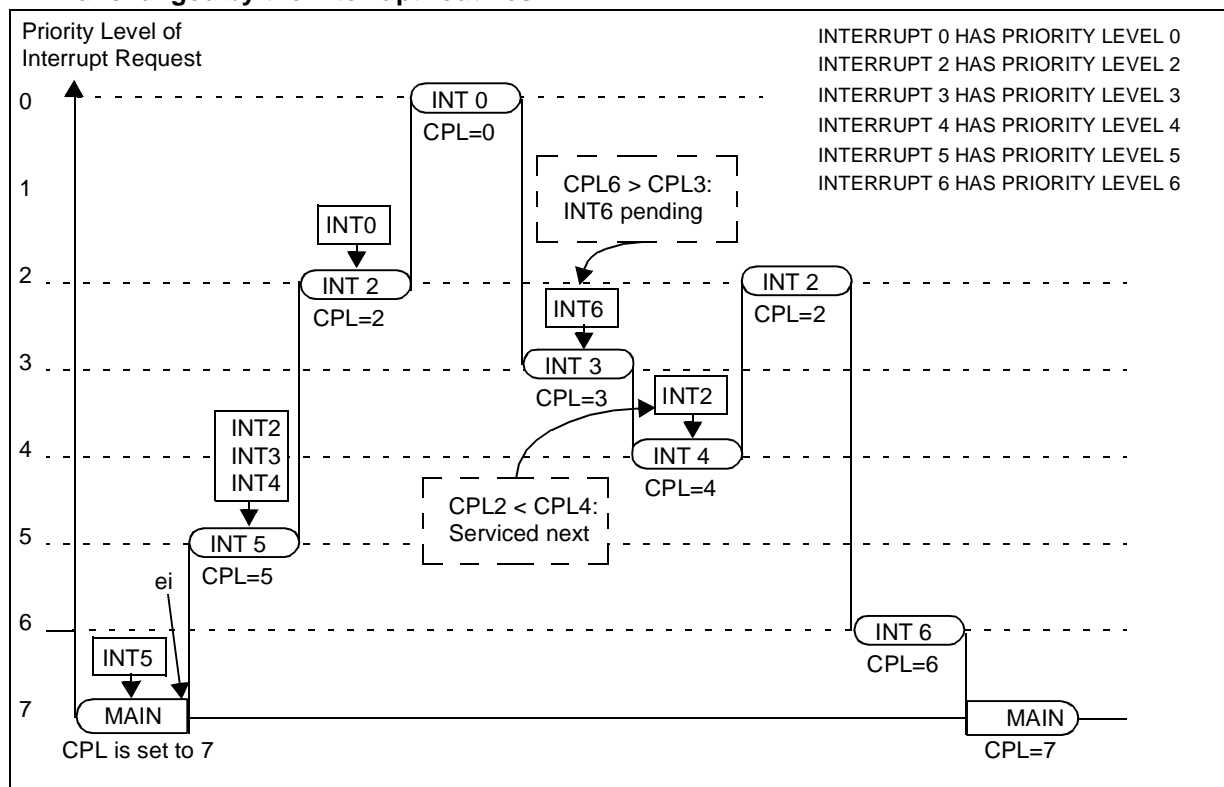 Priority Level of
Interrupt Request
INTERRUPT 0 HAS PRIORITY LEVEL 0
INTERRUPT 2 HAS PRIORITY LEVEL 2
INTERRUPT 3 HAS PRIORITY LEVEL 3
INTERRUPT 4 HAS PRIORITY LEVEL 4
INTERRUPT 5 HAS PRIORITY LEVEL 5
INTERRUPT 6 HAS PRIORITY LEVEL 6
0
INT 0
CPL=0
1
CPL6 > CPL3:
INT6 pending
INT0
2
INT 2
CPL=2
INT 2
CPL=2
INT6
3
INT 3
CPL=3
INT2
INT2
INT3
INT4
4
INT 4
CPL=4
CPL2 < CPL4:
Serviced next
5
INT 5
CPL=5
ei
6
INT 6
CPL=6
INT5
7
MAIN
CPL is set to 7
MAIN
CPL=7